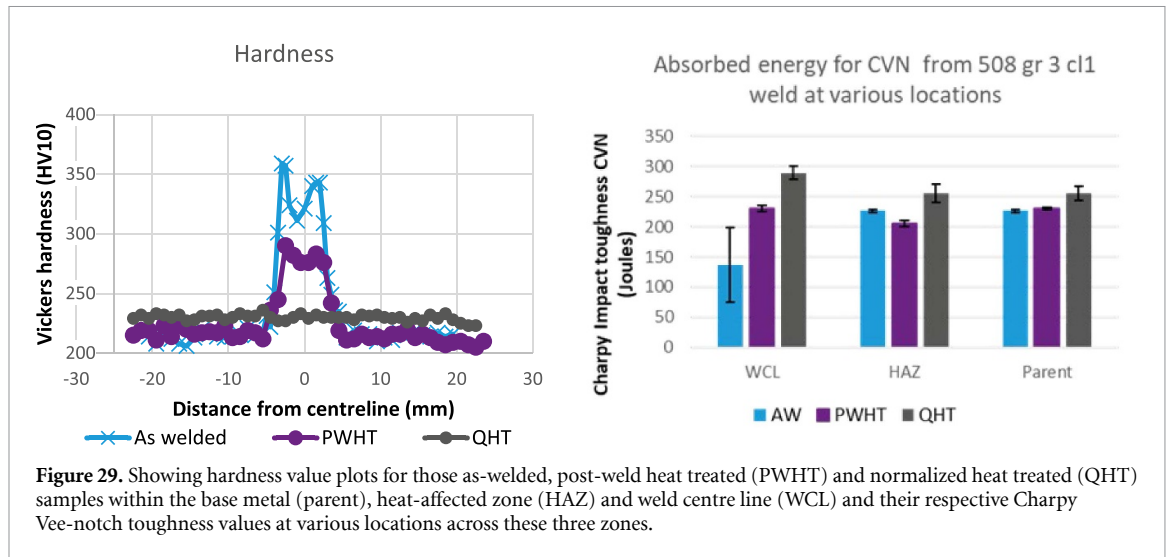 Hardness
Vickers hardness (HV10)
400
350
300
250
200
-30
-20
-10
0
10
20
30
Distance from centreline (mm)
As welded
PWHT
QHT
Absorbed energy for CVN from 508 gr 3 cl1
weld at various locations
Charpy Impact toughness CVN
(Joules)
350
300
250
200
150
100
50
0
WCL
HAZ
Parent
AW
PWHT
QHT
Figure 29. Showing hardness value plots for those as-welded, post-weld heat treated (PWHT) and normalized heat treated (QHT)
samples within the base metal (parent), heat-affected zone (HAZ) and weld centre line (WCL) and their respective Charpy
Vee-notch toughness values at various locations across these three zones.